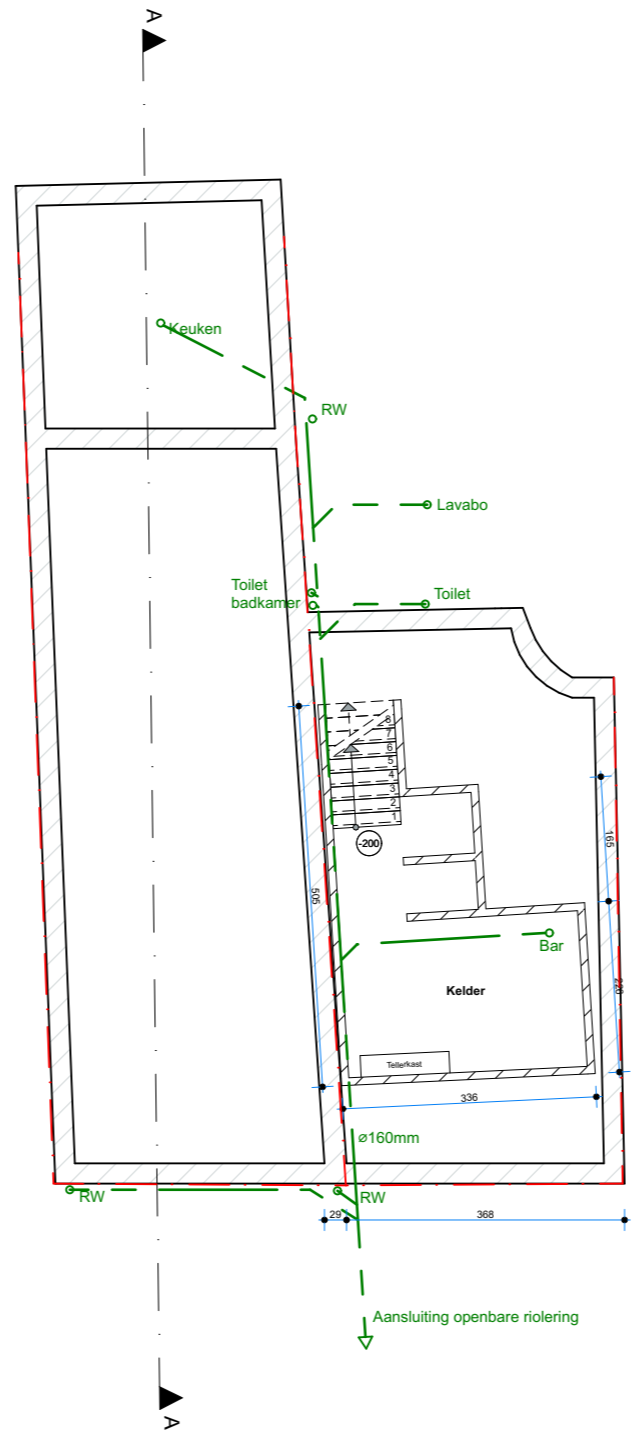 A
Keuken
RW
Lavabo
Toilet
badkamer
Toilet
8
7
6
5
4
3
2
1
-200
505
165
220
Bar
Kelder
Tellerkast
336
⌀160mm
RW
RW
29
368
Aansluiting openbare riolering
A